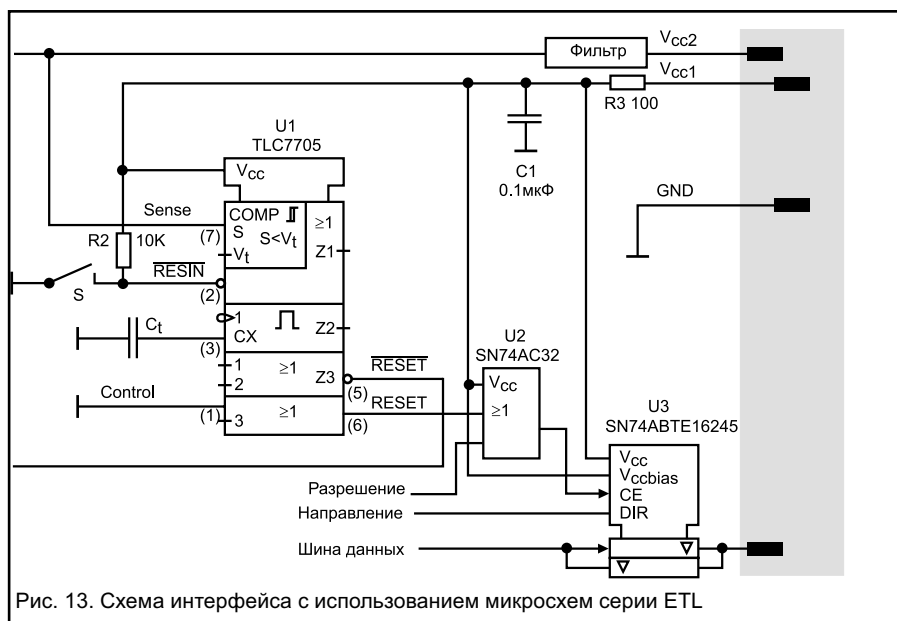 Фильтр
Vcc2
Vcc1
R3 100
U1
TLC7705
Vcc
C1
0.1мкФ
GND
Sense
COMP
S
S<Vt
≥1
(7)
Vt
Z1
R2 10K
RESIN
(2)
S
1
CX
Z2
Ct
(3)
U2
SN74AC32
1
2
≥1
Z3
RESET
(5)
Vcc
≥1
Control
(1)
3
≥1
RESET
(6)
U3
SN74ABTE16245
Vcc
Vccbias
CE
DIR
Разрешение
Направление
Шина данных
Рис. 13. Схема интерфейса с использованием микросхем серии ETL